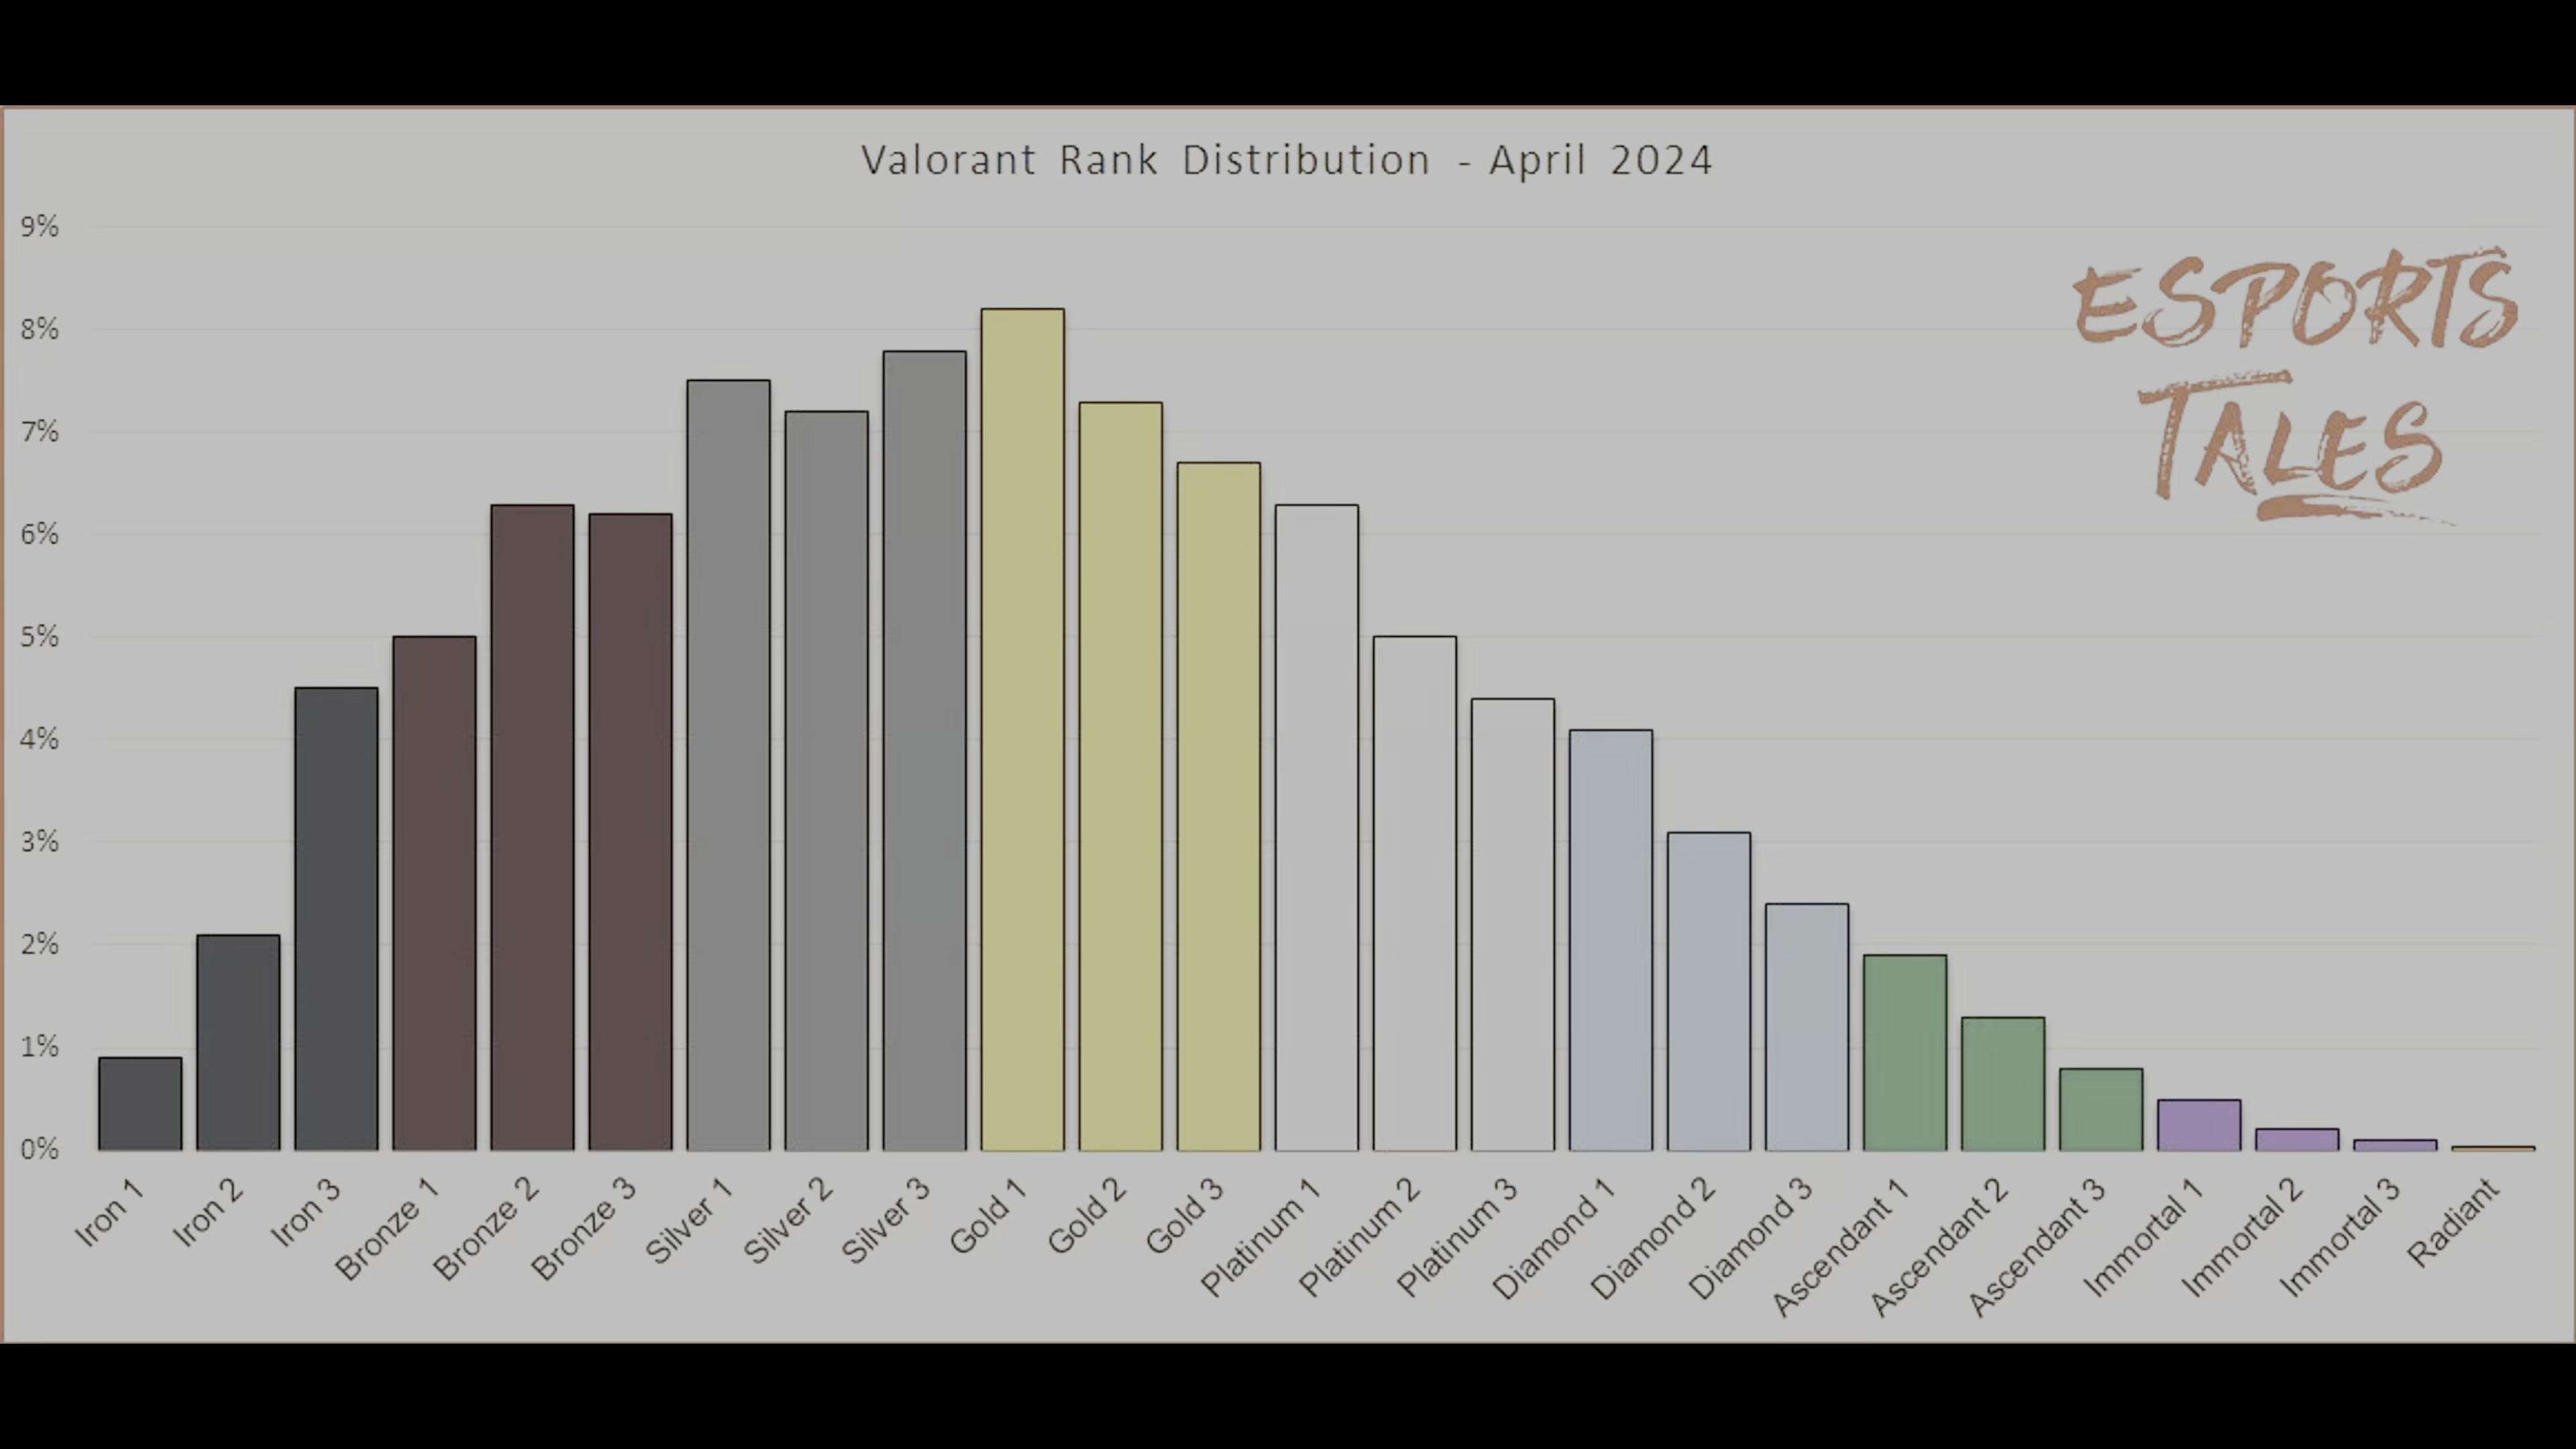 Valorant Rank Distribution - April 2024
9%
8%
7%
6%
5%
4%
3%
2%
1%
0%
ESPORTS
TALES
Iron 1
Iron 2
Iron 3
Bronze 1
Bronze 2
Bronze 3
Silver 1
Silver 2
Silver 3
Gold 1
Gold 2
Gold 3
Platinum 1
Platinum 2
Platinum 3
Diamond 1
Diamond 2
Diamond 3
Ascendant 1
Ascendant 2
Ascendant 3
Immortal 1
Immortal 2
Immortal 3
Radiant